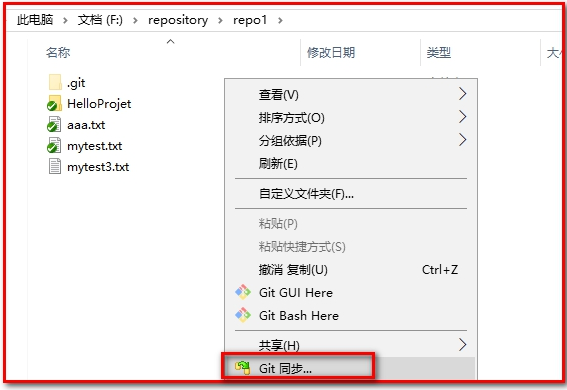 此电脑 > 文档 (F:) > repository > repo1 >
名称 修改日期 类型
.git
HelloProjet
aaa.txt
mytest.txt
mytest3.txt
查看(V)
排序方式(O)
分组依据(P)
刷新(E)
自定义文件夹(F)...
粘贴(P)
粘贴快捷方式(S)
撤消 复制(U) Ctrl+Z
Git GUI Here
Git Bash Here
共享(H)
Git 同步...